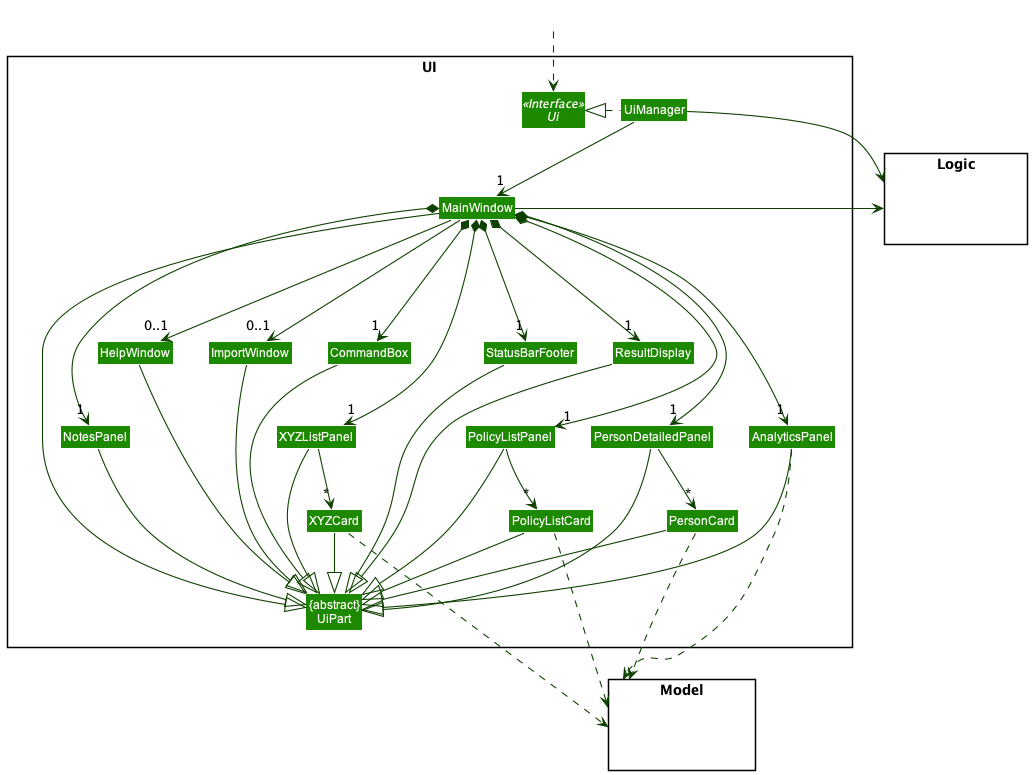 UI
«Interface»
Ui
UiManager
Logic
1
MainWindow
0..1
0..1
1
1
1
HelpWindow
ImportWindow
CommandBox
StatusBarFooter
ResultDisplay
1
1
1
1
1
NotesPanel
XYZListPanel
PolicyListPanel
PersonDetailedPanel
AnalyticsPanel
*
*
*
XYZCard
PolicyListCard
PersonCard
{abstract}
UiPart
Model